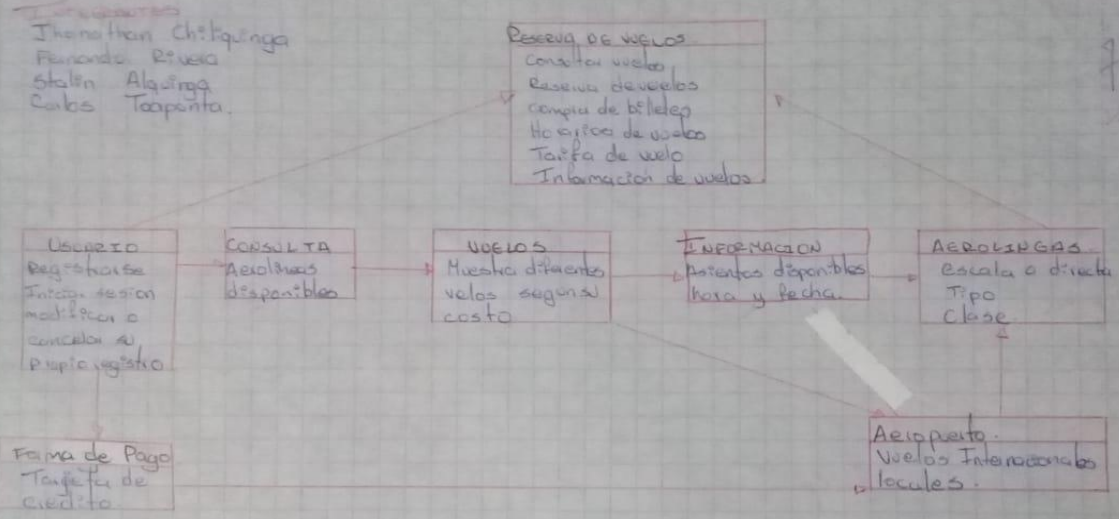 Integrantes
Jhonathan Chiliquinga
Fernando Rivera
Stalin Alquinga
Carlos Toapanta.
RESERVA DE VUELOS
Consultar vuelo
Reserva de vuelos
compra de billetes
Horarios de vuelos
Tarifa de vuelo
Información de vuelos
USUARIO
Registrarse
Iniciar sesion
modificar o
cancelar su
propio registro
CONSULTA
Aerolineas
disponibles
VUELOS
Muestra diferentes
vuelos segun su
costo
INFORMACION
Asientos disponibles
hora y fecha.
AEROLINEAS
escala o directa
Tipo
Clase.
Forma de Pago
Tarjeta de
credito
Aeropuerto.
Vuelos Internacionales
locales.